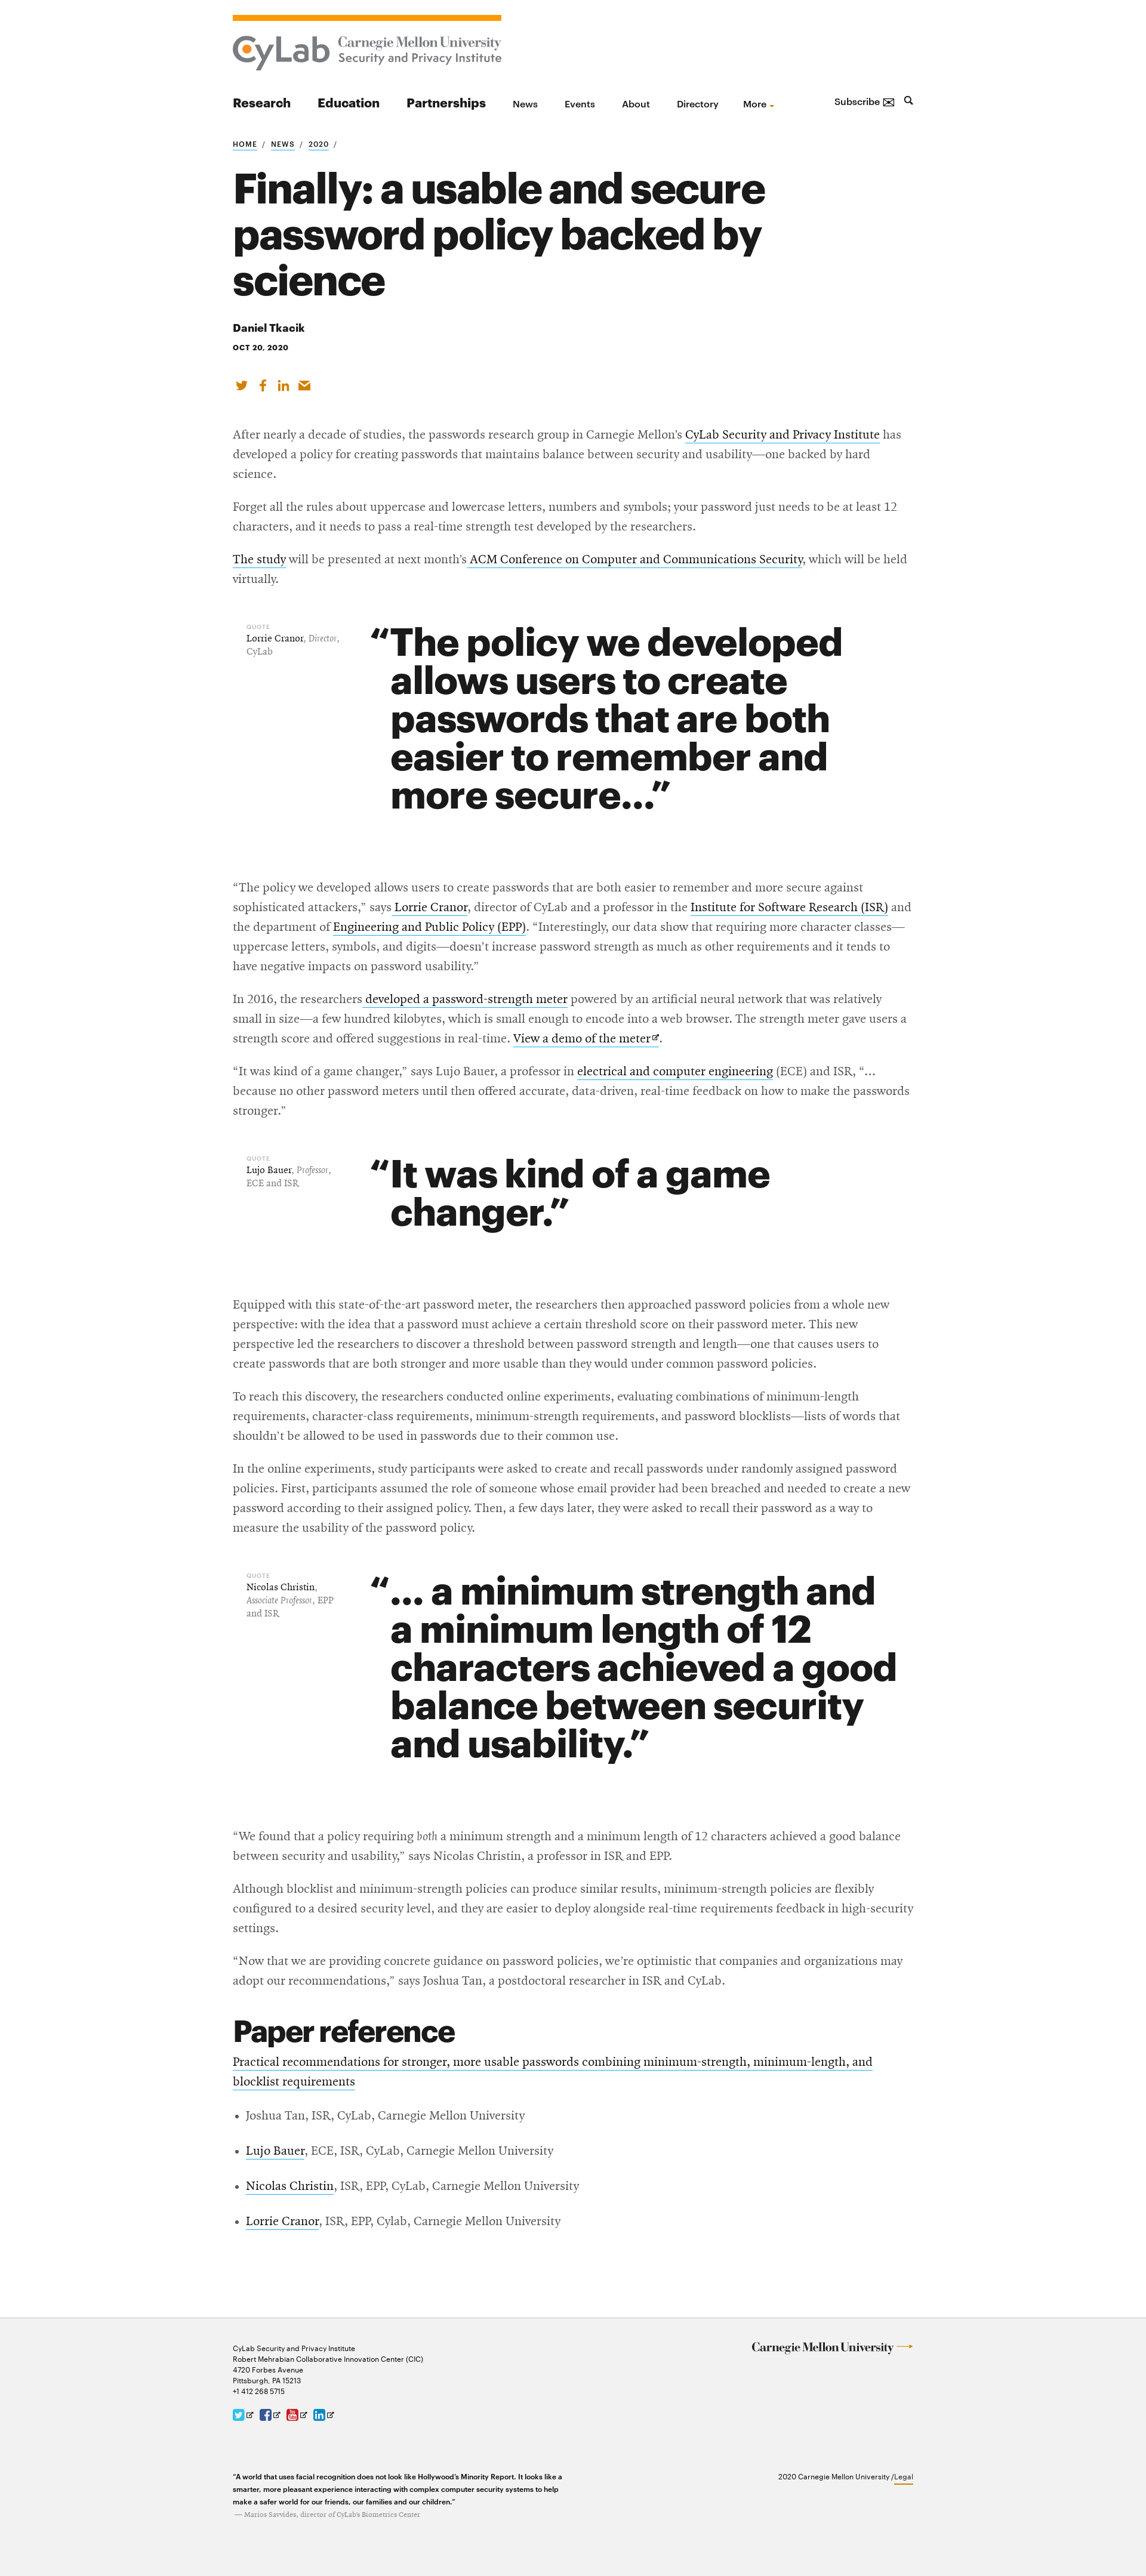 CyLab Carnegie Mellon University
Security and Privacy Institute
Research Education Partnerships News Events About Directory More Subscribe
HOME / NEWS / 2020 /
Finally: a usable and secure
password policy backed by
science
Daniel Tkacik
OCT 20, 2020
After nearly a decade of studies, the passwords research group in Carnegie Mellon's CyLab Security and Privacy Institute has
developed a policy for creating passwords that maintains balance between security and usability—one backed by hard
science.
Forget all the rules about uppercase and lowercase letters, numbers and symbols; your password just needs to be at least 12
characters, and it needs to pass a real-time strength test developed by the researchers.
The study will be presented at next month's ACM Conference on Computer and Communications Security, which will be held
virtually.
QUOTE
Lorrie Cranor, Director,
CyLab
“The policy we developed
allows users to create
passwords that are both
easier to remember and
more secure...”
“The policy we developed allows users to create passwords that are both easier to remember and more secure against
sophisticated attackers,” says Lorrie Cranor, director of CyLab and a professor in the Institute for Software Research (ISR) and
the department of Engineering and Public Policy (EPP). “Interestingly, our data show that requiring more character classes—
uppercase letters, symbols, and digits—doesn't increase password strength as much as other requirements and it tends to
have negative impacts on password usability.”
In 2016, the researchers developed a password-strength meter powered by an artificial neural network that was relatively
small in size—a few hundred kilobytes, which is small enough to encode into a web browser. The strength meter gave users a
strength score and offered suggestions in real-time. View a demo of the meter.
“It was kind of a game changer,” says Lujo Bauer, a professor in electrical and computer engineering (ECE) and ISR, “...
because no other password meters until then offered accurate, data-driven, real-time feedback on how to make the passwords
stronger.”
QUOTE
Lujo Bauer, Professor,
ECE and ISR
“It was kind of a game
changer.”
Equipped with this state-of-the-art password meter, the researchers then approached password policies from a whole new
perspective: with the idea that a password must achieve a certain threshold score on their password meter. This new
perspective led the researchers to discover a threshold between password strength and length—one that causes users to
create passwords that are both stronger and more usable than they would under common password policies.
To reach this discovery, the researchers conducted online experiments, evaluating combinations of minimum-length
requirements, character-class requirements, minimum-strength requirements, and password blocklists—lists of words that
shouldn't be allowed to be used in passwords due to their common use.
In the online experiments, study participants were asked to create and recall passwords under randomly assigned password
policies. First, participants assumed the role of someone whose email provider had been breached and needed to create a new
password according to their assigned policy. Then, a few days later, they were asked to recall their password as a way to
measure the usability of the password policy.
QUOTE
Nicolas Christin,
Associate Professor, EPP
and ISR
“... a minimum strength and
a minimum length of 12
characters achieved a good
balance between security
and usability.”
“We found that a policy requiring both a minimum strength and a minimum length of 12 characters achieved a good balance
between security and usability,” says Nicolas Christin, a professor in ISR and EPP.
Although blocklist and minimum-strength policies can produce similar results, minimum-strength policies are flexibly
configured to a desired security level, and they are easier to deploy alongside real-time requirements feedback in high-security
settings.
“Now that we are providing concrete guidance on password policies, we're optimistic that companies and organizations may
adopt our recommendations,” says Joshua Tan, a postdoctoral researcher in ISR and CyLab.
Paper reference
Practical recommendations for stronger, more usable passwords combining minimum-strength, minimum-length, and
blocklist requirements
• Joshua Tan, ISR, CyLab, Carnegie Mellon University
• Lujo Bauer, ECE, ISR, CyLab, Carnegie Mellon University
• Nicolas Christin, ISR, EPP, CyLab, Carnegie Mellon University
• Lorrie Cranor, ISR, EPP, Cylab, Carnegie Mellon University
CyLab Security and Privacy Institute
Robert Mehrabian Collaborative Innovation Center (CIC)
4720 Forbes Avenue
Pittsburgh, PA 15213
+1 412 268 5715
Carnegie Mellon University
“A world that uses facial recognition does not look like Hollywood's Minority Report. It looks like a
smarter, more pleasant experience interacting with complex computer security systems to help
make a safer world for our friends, our families and our children.”
— Marios Savvides, director of CyLab's Biometrics Center
2020 Carnegie Mellon University /Legal